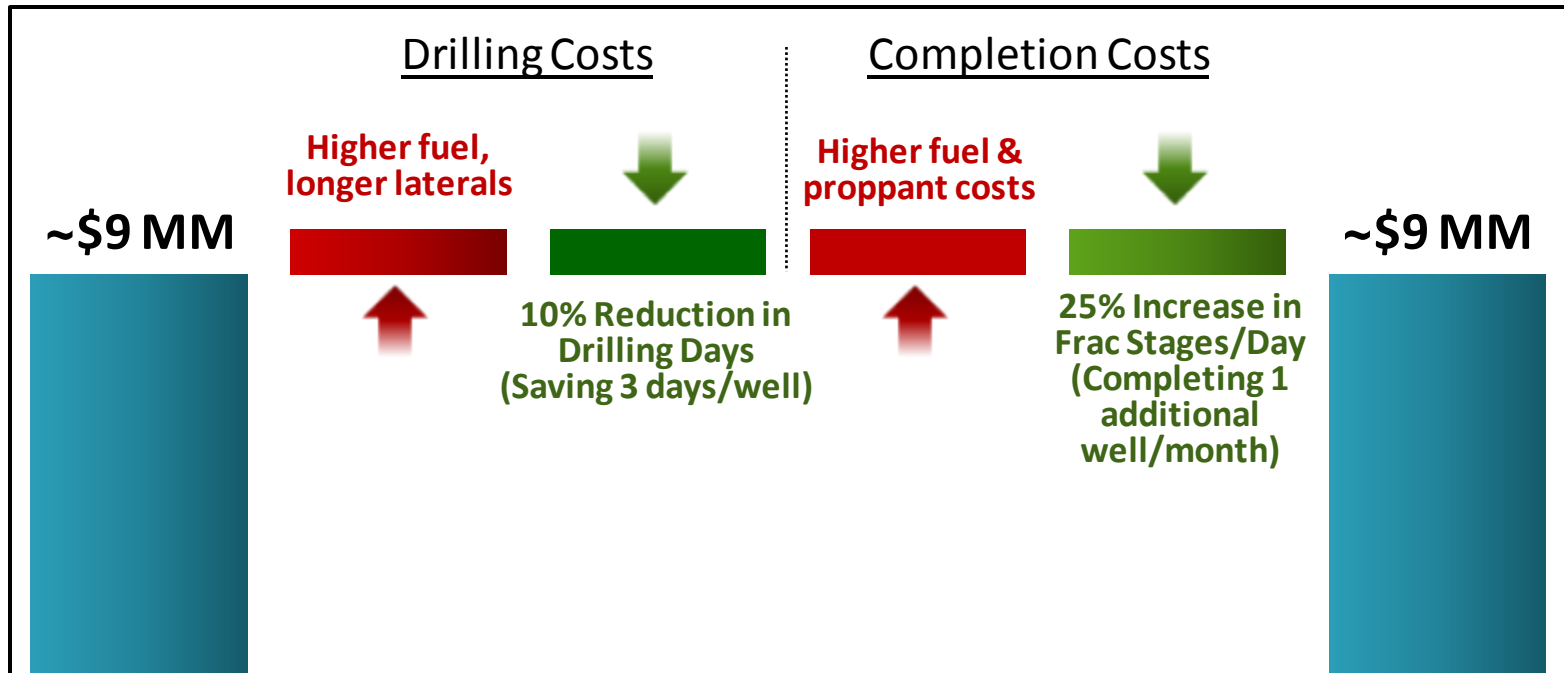 Drilling Costs
Completion Costs
~$9 MM
Higher fuel,
longer laterals
10% Reduction in
Drilling Days
(Saving 3 days/well)
Higher fuel &
proppant costs
25% Increase in
Frac Stages/Day
(Completing 1
additional
well/month)
~$9 MM